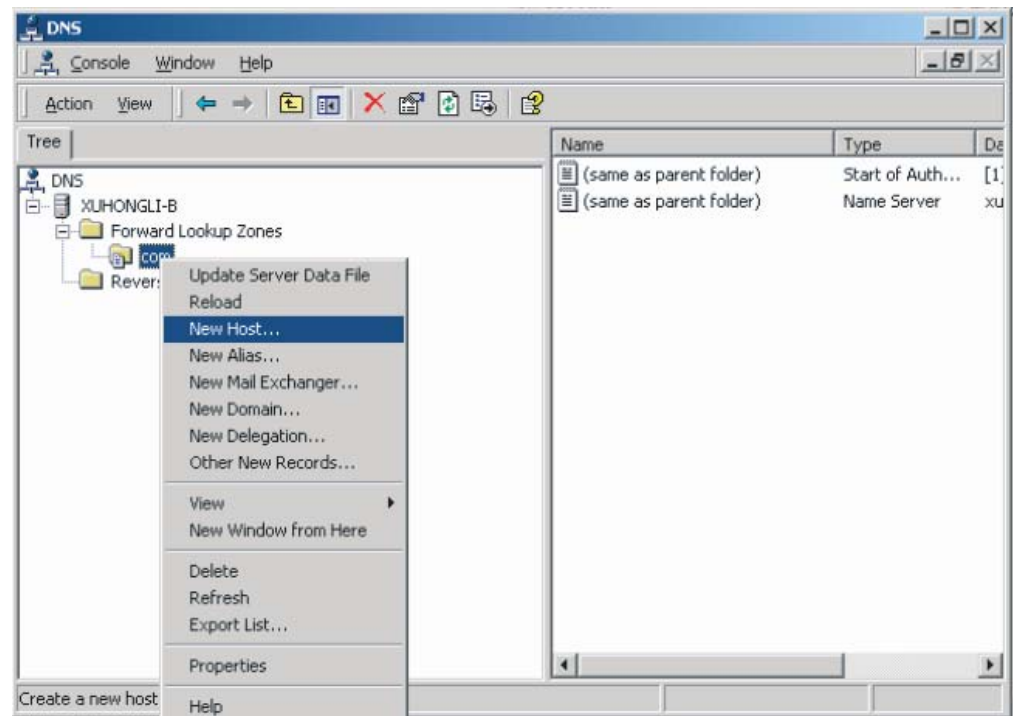 DNS
Console Window Help
Action View
Tree
Name Type Da
DNS
XUHONGLI-B
Forward Lookup Zones
com
Revers
(same as parent folder) Start of Auth... [1]
(same as parent folder) Name Server xu
Update Server Data File
Reload
New Host...
New Alias...
New Mail Exchanger...
New Domain...
New Delegation...
Other New Records...
View
New Window from Here
Delete
Refresh
Export List...
Properties
Help
Create a new host